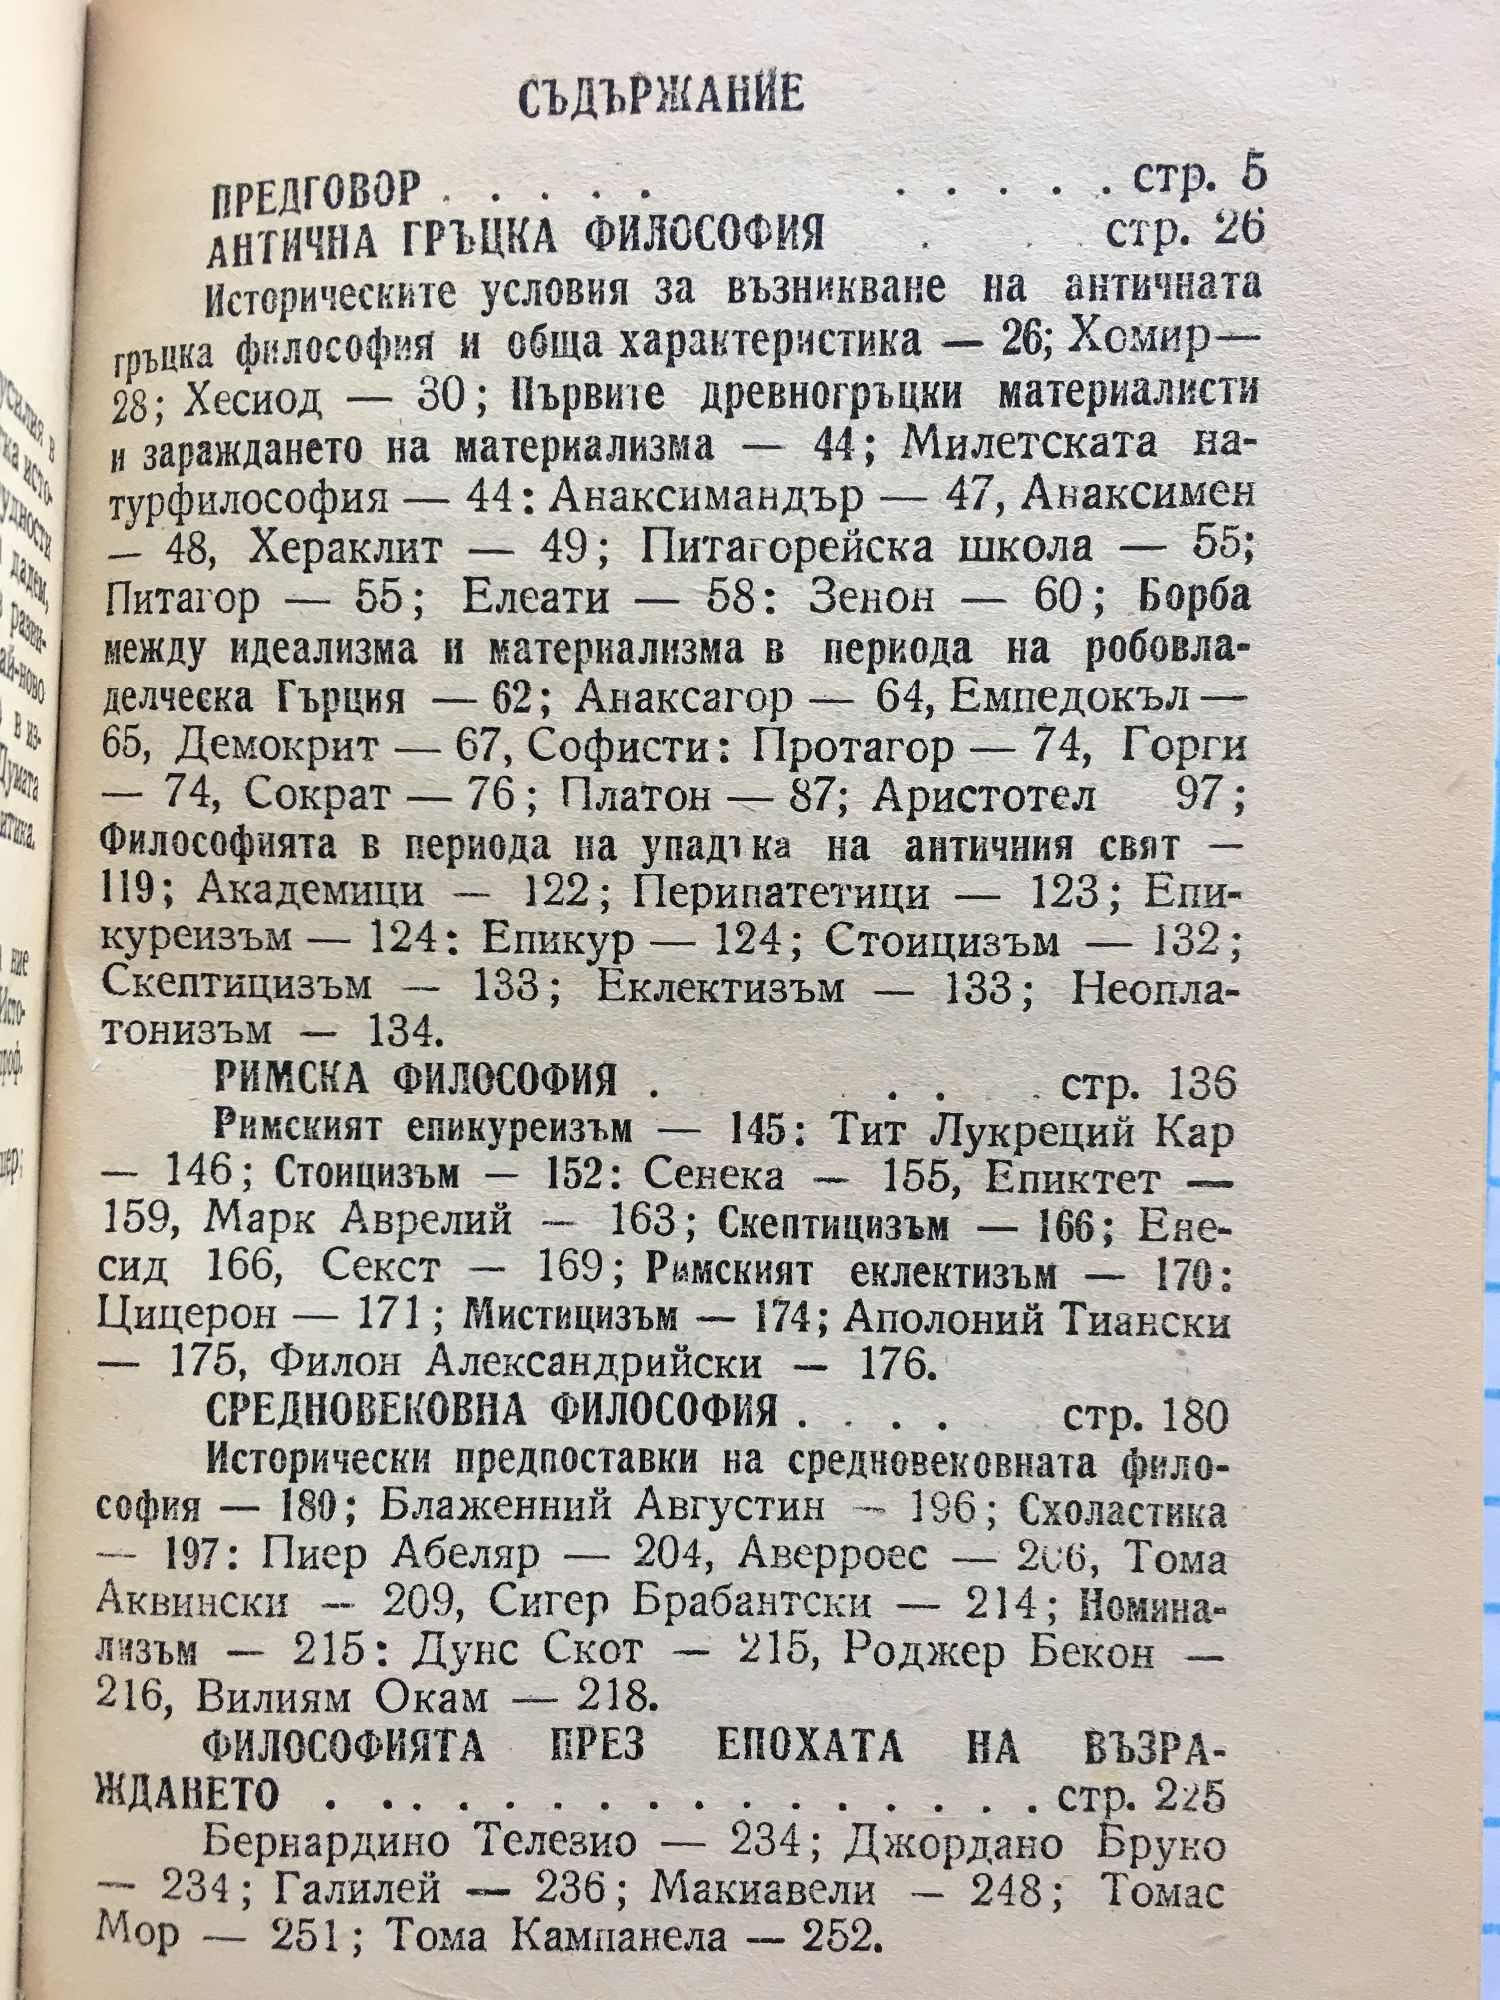 СЪДЪРЖАНИЕ
ПРЕДГОВОР . . . . . . . . . . стр. 5
АНТИЧНА ГРЪЦКА ФИЛОСОФИЯ . . стр. 26
Историческите условия за възникване на античната
гръцка философия и обща характеристика — 26; Хомир —
28; Хесиод — 30; Първите древногръцки материалисти
и зараждането на материализма — 44; Милетската на-
турфилософия — 44: Анаксимандър — 47, Анаксимен
— 48, Хераклит — 49; Питагорейска школа — 55;
Питагор — 55; Елеати — 58: Зенон — 60; Борба
между идеализма и материализма в периода на робовла-
делческа Гърция — 62; Анаксагор — 64, Емпедокъл —
65, Демокрит — 67, Софисти: Протагор — 74, Горги
— 74, Сократ — 76; Платон — 87; Аристотел 97;
Философията в периода на упадъка на античния свят —
119; Академици — 122; Перипатетици — 123; Епи-
куреизъм — 124: Епикур — 124; Стоицизъм — 132;
Скептицизъм — 133; Еклектизъм — 133; Неопла-
тонизъм — 134.
РИМСКА ФИЛОСОФИЯ . . . . стр. 136
Римският епикуреизъм — 145: Тит Лукреций Кар
— 146; Стоицизъм — 152: Сенека — 155, Епиктет —
159, Марк Аврелий — 163; Скептицизъм — 166; Ене-
сид 166, Секст — 169; Римският еклектизъм — 170:
Цицерон — 171; Мистицизъм — 174; Аполоний Тиански
— 175, Филон Александрийски — 176.
СРЕДНОВЕКОВНА ФИЛОСОФИЯ . . . . стр. 180
Исторически предпоставки на средновековната фило-
софия — 180; Блаженний Августин — 196; Схоластика
— 197: Пиер Абеляр — 204, Аверроес — 206, Тома
Аквински — 209, Сигер Брабантски — 214; Номина-
лизъм — 215: Дунс Скот — 215, Роджер Бекон —
216, Вилиям Окам — 218.
ФИЛОСОФИЯТА ПРЕЗ ЕПОХАТА НА ВЪЗРА-
ЖДАНЕТО . . . . . . . . . . . . . . . . стр. 225
Бернардино Телезио — 234; Джордано Бруно
— 234; Галилей — 236; Макиавели — 248; Томас
Мор — 251; Тома Кампанела — 252.